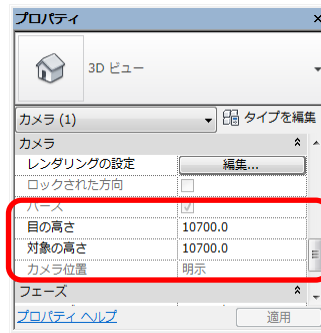 プロパティ
3D ビュー
カメラ (1)
タイプを編集
カメラ
レンダリングの設定 編集...
ロックされた方向
パース
目の高さ 10700.0
対象の高さ 10700.0
カメラ位置 明示
フェーズ
プロパティ ヘルプ 適用